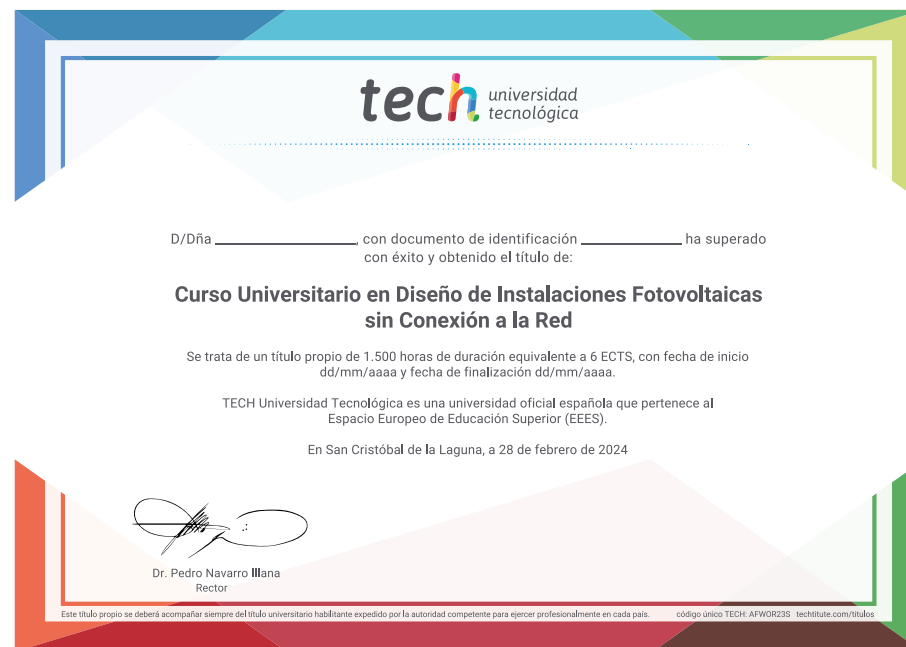 tech universidad
tecnológica
D/Dña ______________, con documento de identificación __________ ha superado
con éxito y obtenido el título de:
Curso Universitario en Diseño de Instalaciones Fotovoltaicas
sin Conexión a la Red
Se trata de un título propio de 1.500 horas de duración equivalente a 6 ECTS, con fecha de inicio
dd/mm/aaaa y fecha de finalización dd/mm/aaaa.
TECH Universidad Tecnológica es una universidad oficial española que pertenece al
Espacio Europeo de Educación Superior (EEES).
En San Cristóbal de la Laguna, a 28 de febrero de 2024
Dr. Pedro Navarro Illana
Rector
Este título propio se deberá acompañar siempre del título universitario habilitante expedido por la autoridad competente para ejercer profesionalmente en cada país. código único TECH: AFWOR23S techtitute.com/titulos